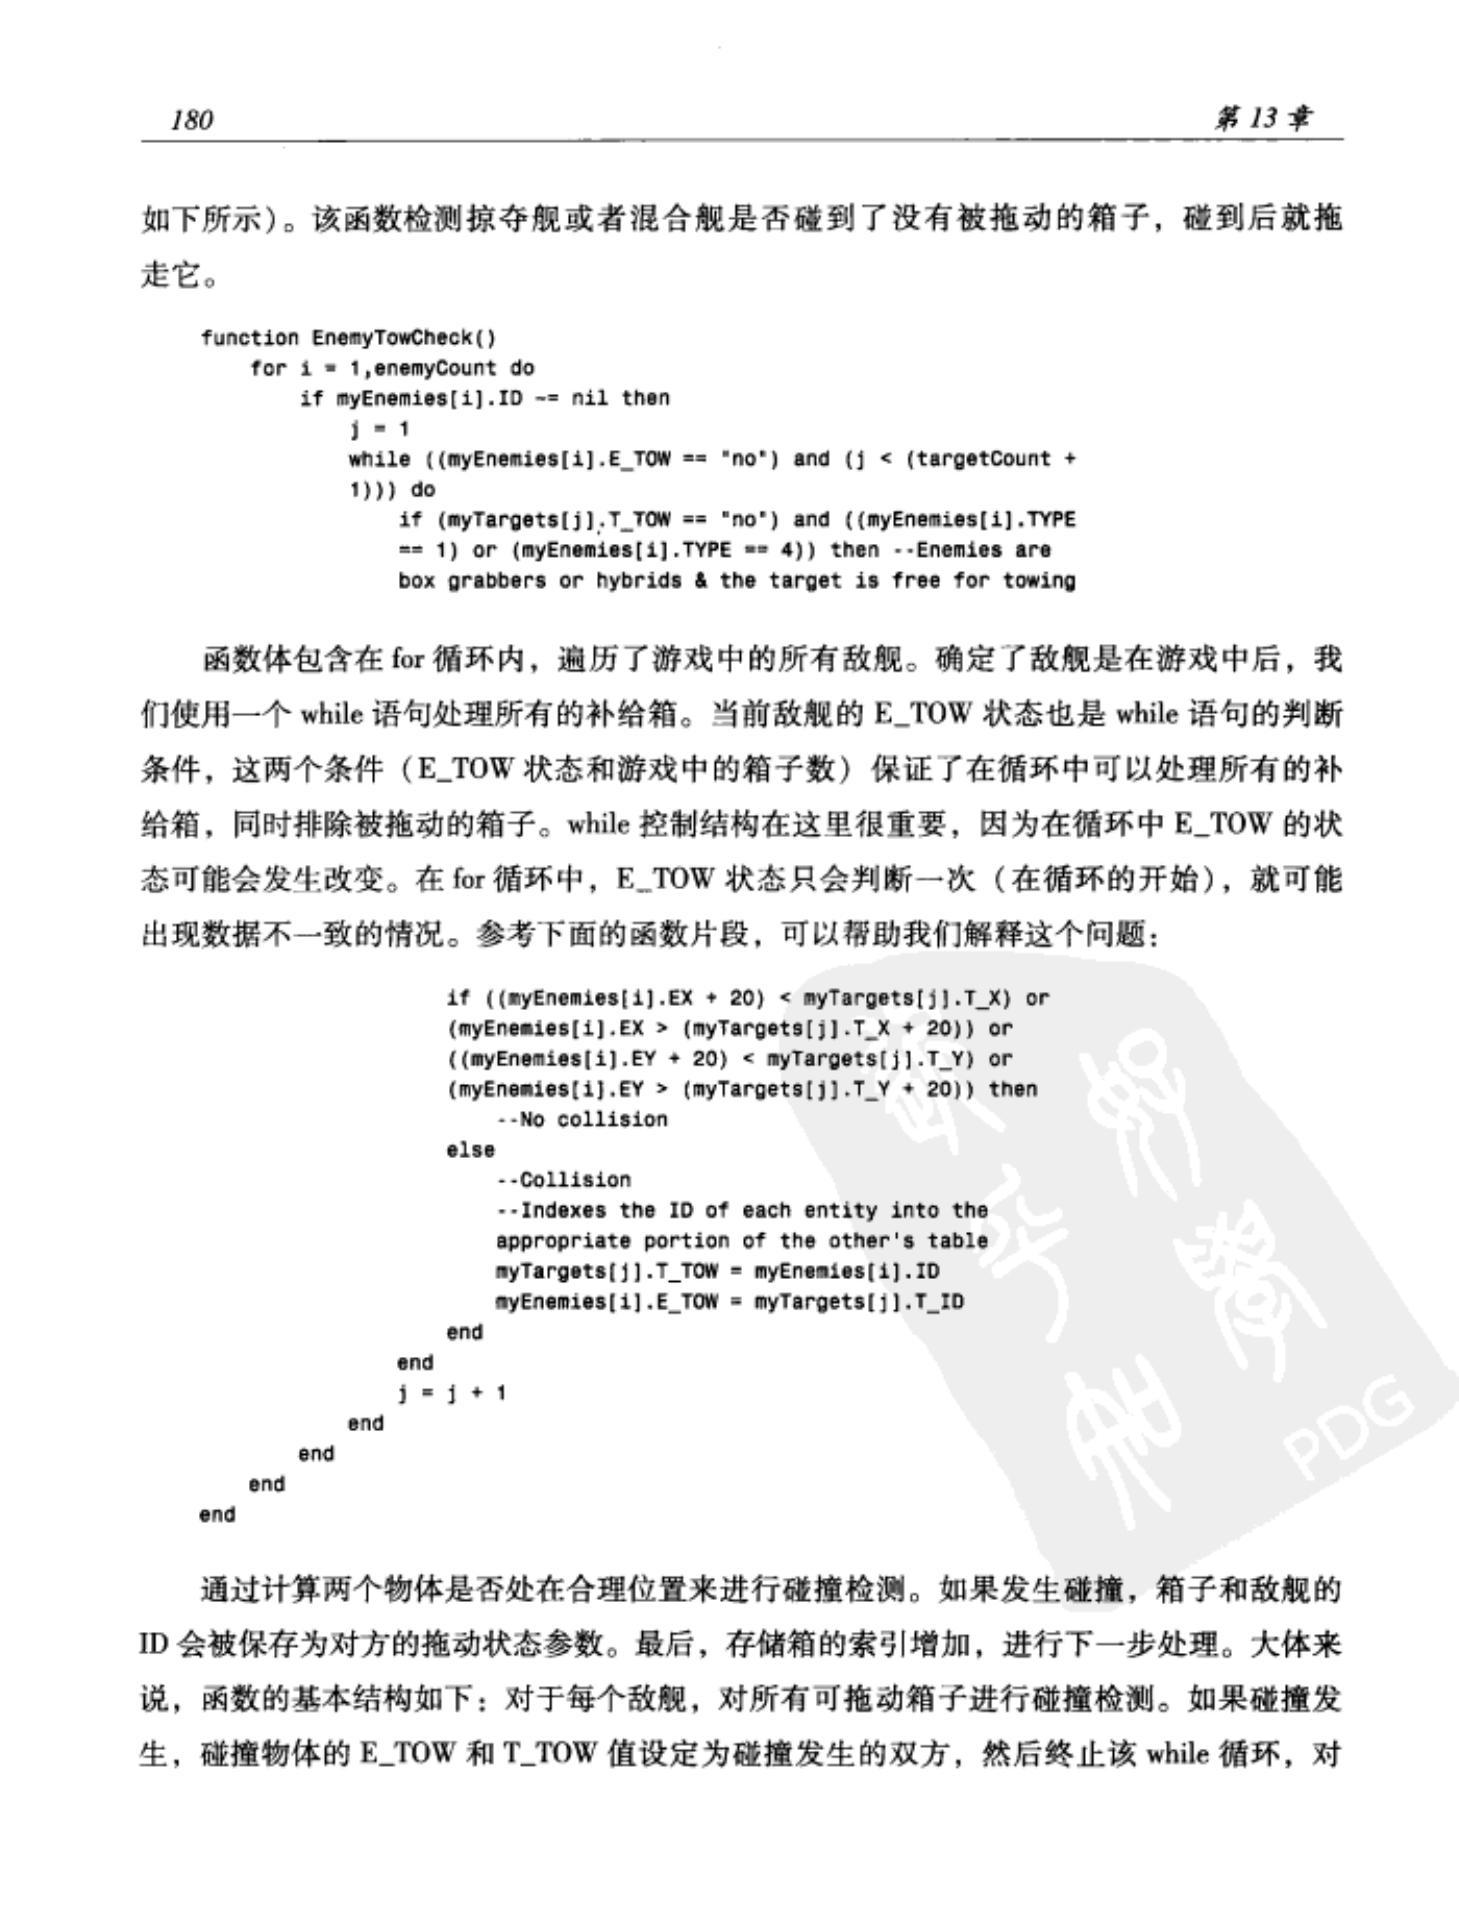 180
第 13 章
如下所示）。该函数检测掠夺舰或者混合舰是否碰到了没有被拖动的箱子，碰到后就拖
走它。
function EnemyTowCheck()
for i = 1,enemyCount do
if myEnemies[i].ID ~= nil then
j = 1
while ((myEnemies[i].E_TOW == "no") and (j < (targetCount +
1))) do
if (myTargets[j].T_TOW == "no") and ((myEnemies[i].TYPE
== 1) or (myEnemies[i].TYPE == 4)) then --Enemies are
box grabbers or hybrids & the target is free for towing
函数体包含在 for 循环内，遍历了游戏中的所有敌舰。确定了敌舰是在游戏中后，我
们使用一个 while 语句处理所有的补给箱。当前敌舰的 E_TOW 状态也是 while 语句的判断
条件，这两个条件（E_TOW 状态和游戏中的箱子数）保证了在循环中可以处理所有的补
给箱，同时排除被拖动的箱子。while 控制结构在这里很重要，因为在循环中 E_TOW 的状
态可能会发生改变。在 for 循环中，E_TOW 状态只会判断一次（在循环的开始），就可能
出现数据不一致的情况。参考下面的函数片段，可以帮助我们解释这个问题：
if ((myEnemies[i].EX + 20) < myTargets[j].T_X) or
(myEnemies[i].EX > (myTargets[j].T_X + 20)) or
((myEnemies[i].EY + 20) < myTargets[j].T_Y) or
(myEnemies[i].EY > (myTargets[j].T_Y + 20)) then
--No collision
else
--Collision
--Indexes the ID of each entity into the
appropriate portion of the other's table
myTargets[j].T_TOW = myEnemies[i].ID
myEnemies[i].E_TOW = myTargets[j].T_ID
end
end
j = j + 1
end
end
end
end
PDG
通过计算两个物体是否处在合理位置来进行碰撞检测。如果发生碰撞，箱子和敌舰的
ID 会被保存为对方的拖动状态参数。最后，存储箱的索引增加，进行下一步处理。大体来
说，函数的基本结构如下：对于每个敌舰，对所有可拖动箱子进行碰撞检测。如果碰撞发
生，碰撞物体的 E_TOW 和 T_TOW 值设定为碰撞发生的双方，然后终止该 while 循环，对